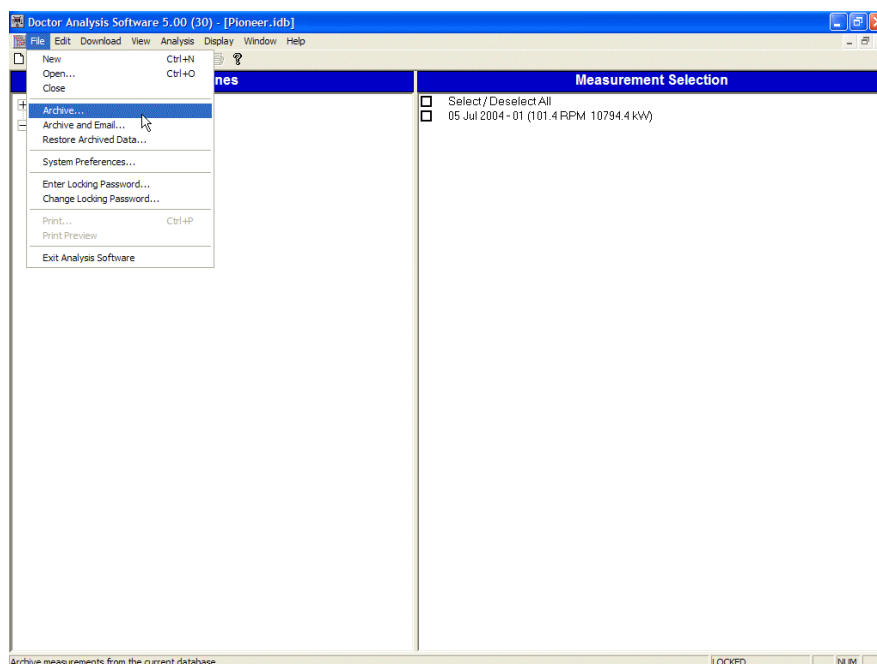 Doctor Analysis Software 5.00 (30) - [Pioneer.idb]
File Edit Download View Analysis Display Window Help
New Ctrl+N
Open... Ctrl+O
Close
Archive...
Archive and Email...
Restore Archived Data...
System Preferences...
Enter Locking Password...
Change Locking Password...
Print... Ctrl+P
Print Preview
Exit Analysis Software
nes
Measurement Selection
Select/Deselect All
05 Jul 2004 - 01 (101.4 RPM 10794.4 kW)
Archive measurements from the current database
LOCKED NUM